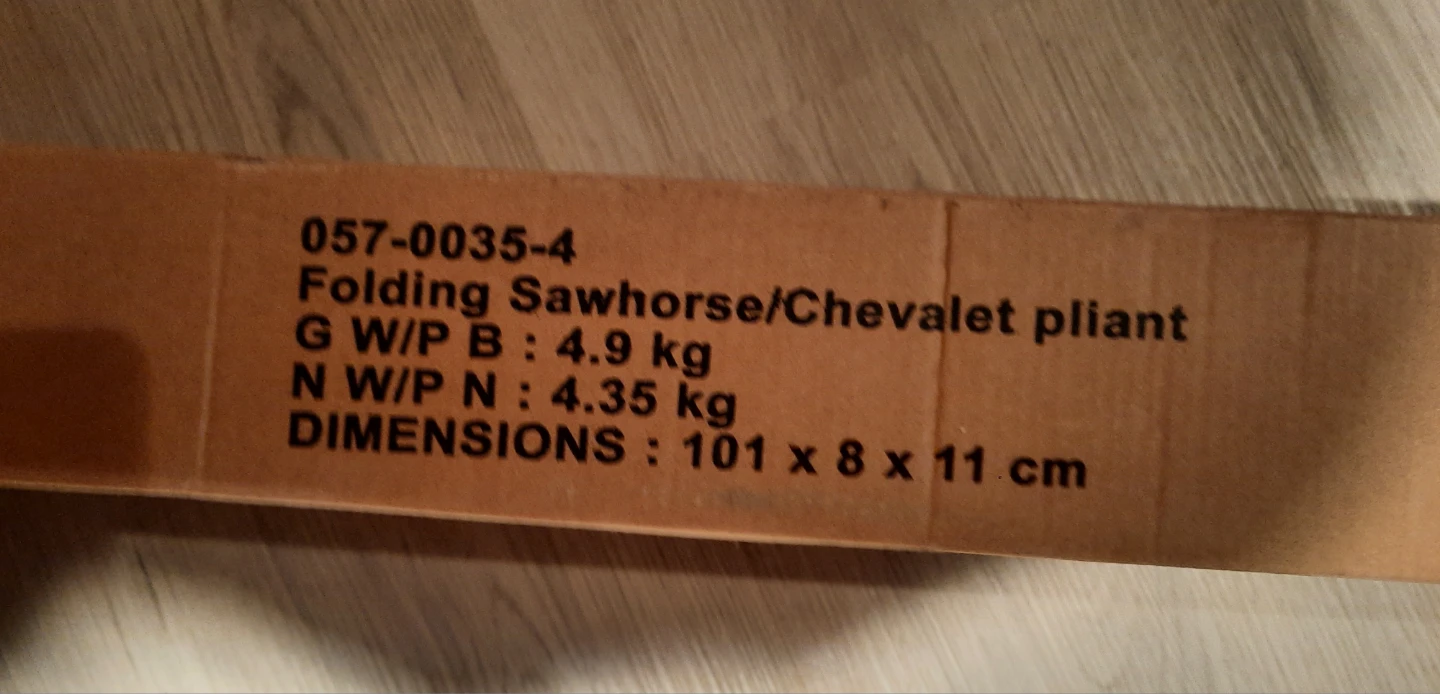 057-0035-4
Folding Sawhorse/Chevalet pliant
G W/P B : 4.9 kg
N W/P N : 4.35 kg
DIMENSIONS : 101 x 8 x 11 cm